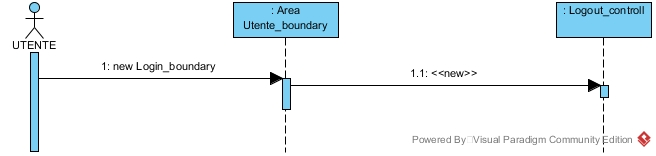 UTENTE
: Area
Utente_boundary
: Logout_controll
1: new Login_boundary
1.1: <<new>>
Powered By Visual Paradigm Community Edition